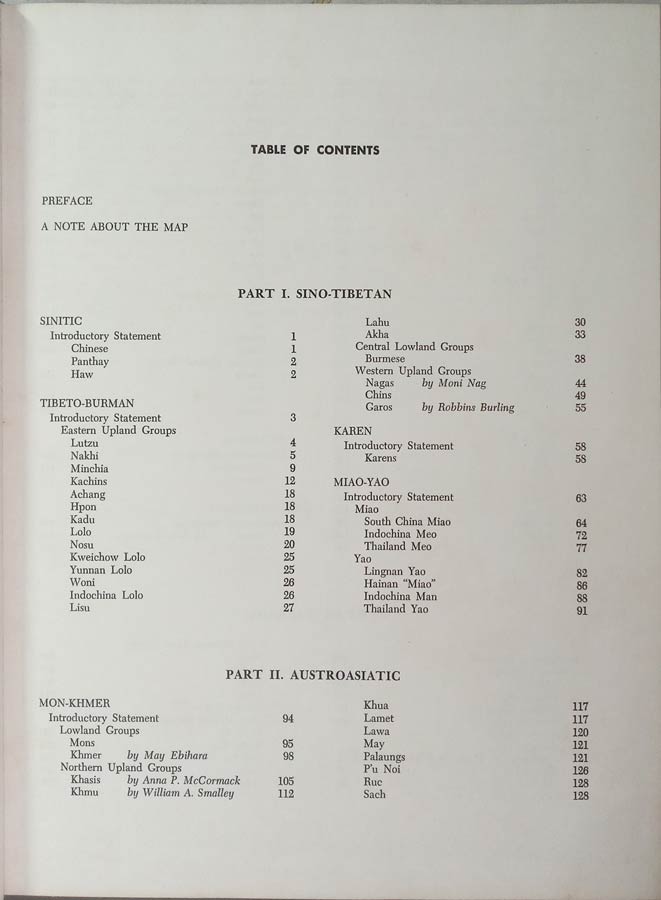 TABLE OF CONTENTS
PREFACE
A NOTE ABOUT THE MAP
PART I. SINO-TIBETAN
SINITIC
Introductory Statement 1
Chinese 1
Panthay 2
Haw 2
TIBETO-BURMAN
Introductory Statement 3
Eastern Upland Groups
Lutzu 4
Nakhi 5
Minchia 9
Kachins 12
Achang 18
Hpon 18
Kadu 18
Lolo 19
Nosu 20
Kweichow Lolo 25
Yunnan Lolo 25
Woni 26
Indochina Lolo 26
Lisu 27
Lahu 30
Akha 33
Central Lowland Groups
Burmese 38
Western Upland Groups
Nagas by Moni Nag 44
Chins 49
Garos by Robbins Burling 55
KAREN
Introductory Statement 58
Karens 58
MIAO-YAO
Introductory Statement 63
Miao
South China Miao 64
Indochina Meo 72
Thailand Meo 77
Yao
Lingnan Yao 82
Hainan "Miao" 86
Indochina Man 88
Thailand Yao 91
PART II. AUSTROASIATIC
MON-KHMER
Introductory Statement 94
Lowland Groups
Mons 95
Khmer by May Ebihara 98
Northern Upland Groups
Khasis by Anna P. McCormack 105
Khmu by William A. Smalley 112
Khua 117
Lamet 117
Lawa 120
May 121
Palaungs 121
P'u Noi 126
Ruc 128
Sach 128